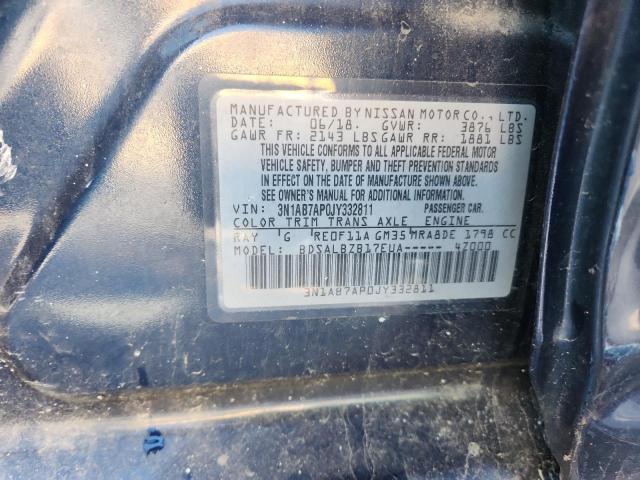 MANUFACTURED BY NISSAN MOTOR CO., LTD.
DATE: 06/18. GVWR: 3876 LBS
GAWR FR: 2143 LBS GAWR RR: 1881 LBS
THIS VEHICLE CONFORMS TO ALL APPLICABLE FEDERAL MOTOR
VEHICLE SAFETY, BUMPER AND THEFT PREVENTION STANDARDS
IN EFFECT ON THE DATE OF MANUFACTURE SHOWN ABOVE.
SEE OWNER'S MANUAL FOR ADDITIONAL INFORMATION.
VIN: 3N1AB7AP0JY332811 PASSENGER CAR.
COLOR TRIM TRANS AXLE ENGINE
RAY G RE0F11A GM35 MRA8DE 1798 CC
MODEL: BDSALBZB17EUA----- 4Z000
3N1AB7AP0JY332811